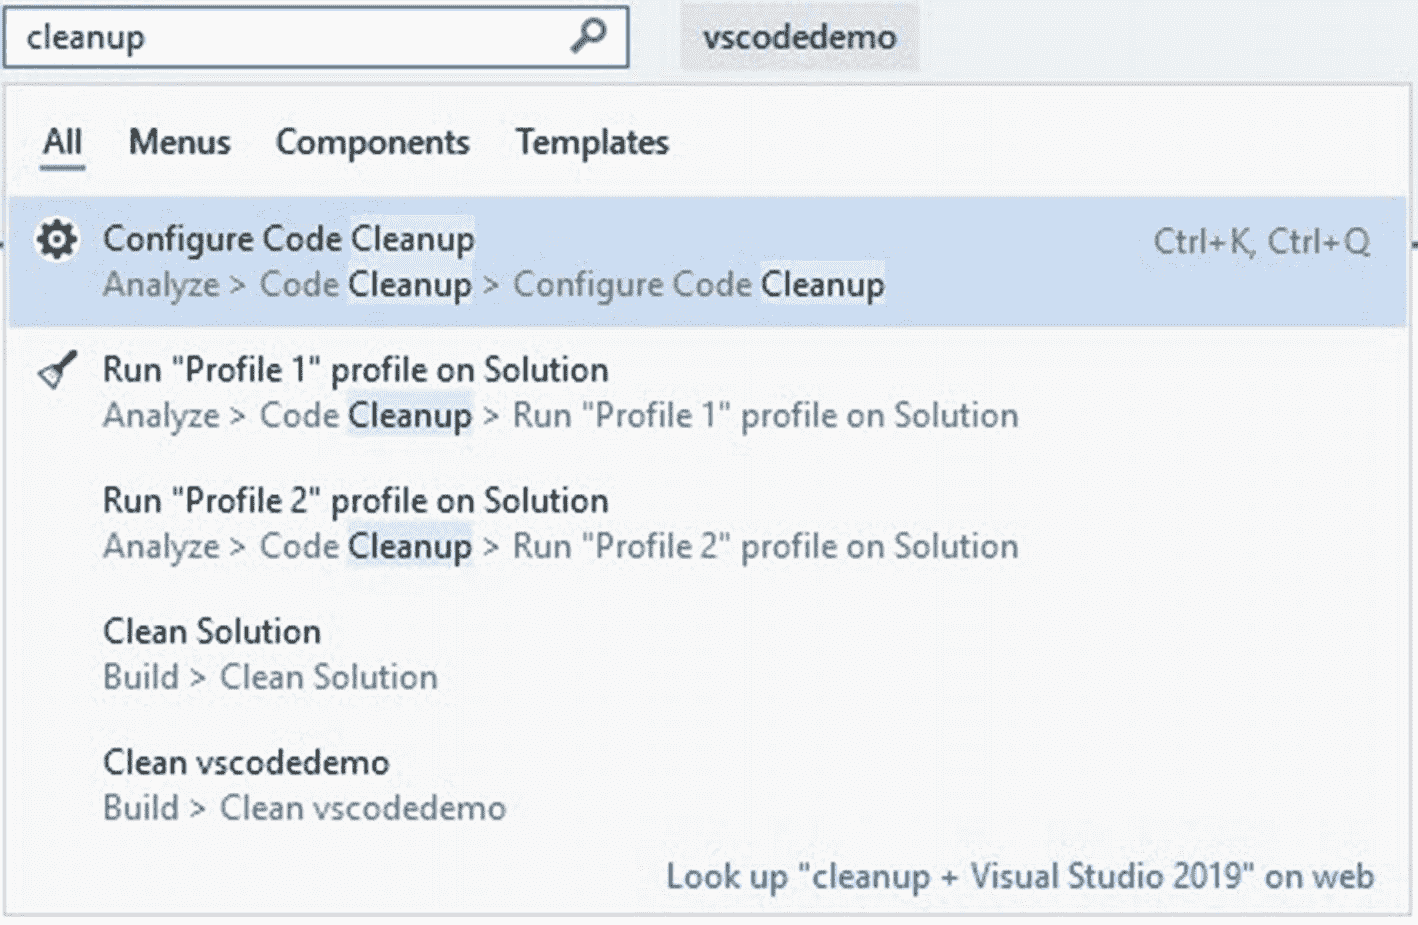 cleanup
vscodedemo
All Menus Components Templates
Configure Code Cleanup Ctrl+K, Ctrl+Q
Analyze > Code Cleanup > Configure Code Cleanup
Run "Profile 1" profile on Solution
Analyze > Code Cleanup > Run "Profile 1" profile on Solution
Run "Profile 2" profile on Solution
Analyze > Code Cleanup > Run "Profile 2" profile on Solution
Clean Solution
Build > Clean Solution
Clean vscodedemo
Build > Clean vscodedemo
Look up "cleanup + Visual Studio 2019" on web